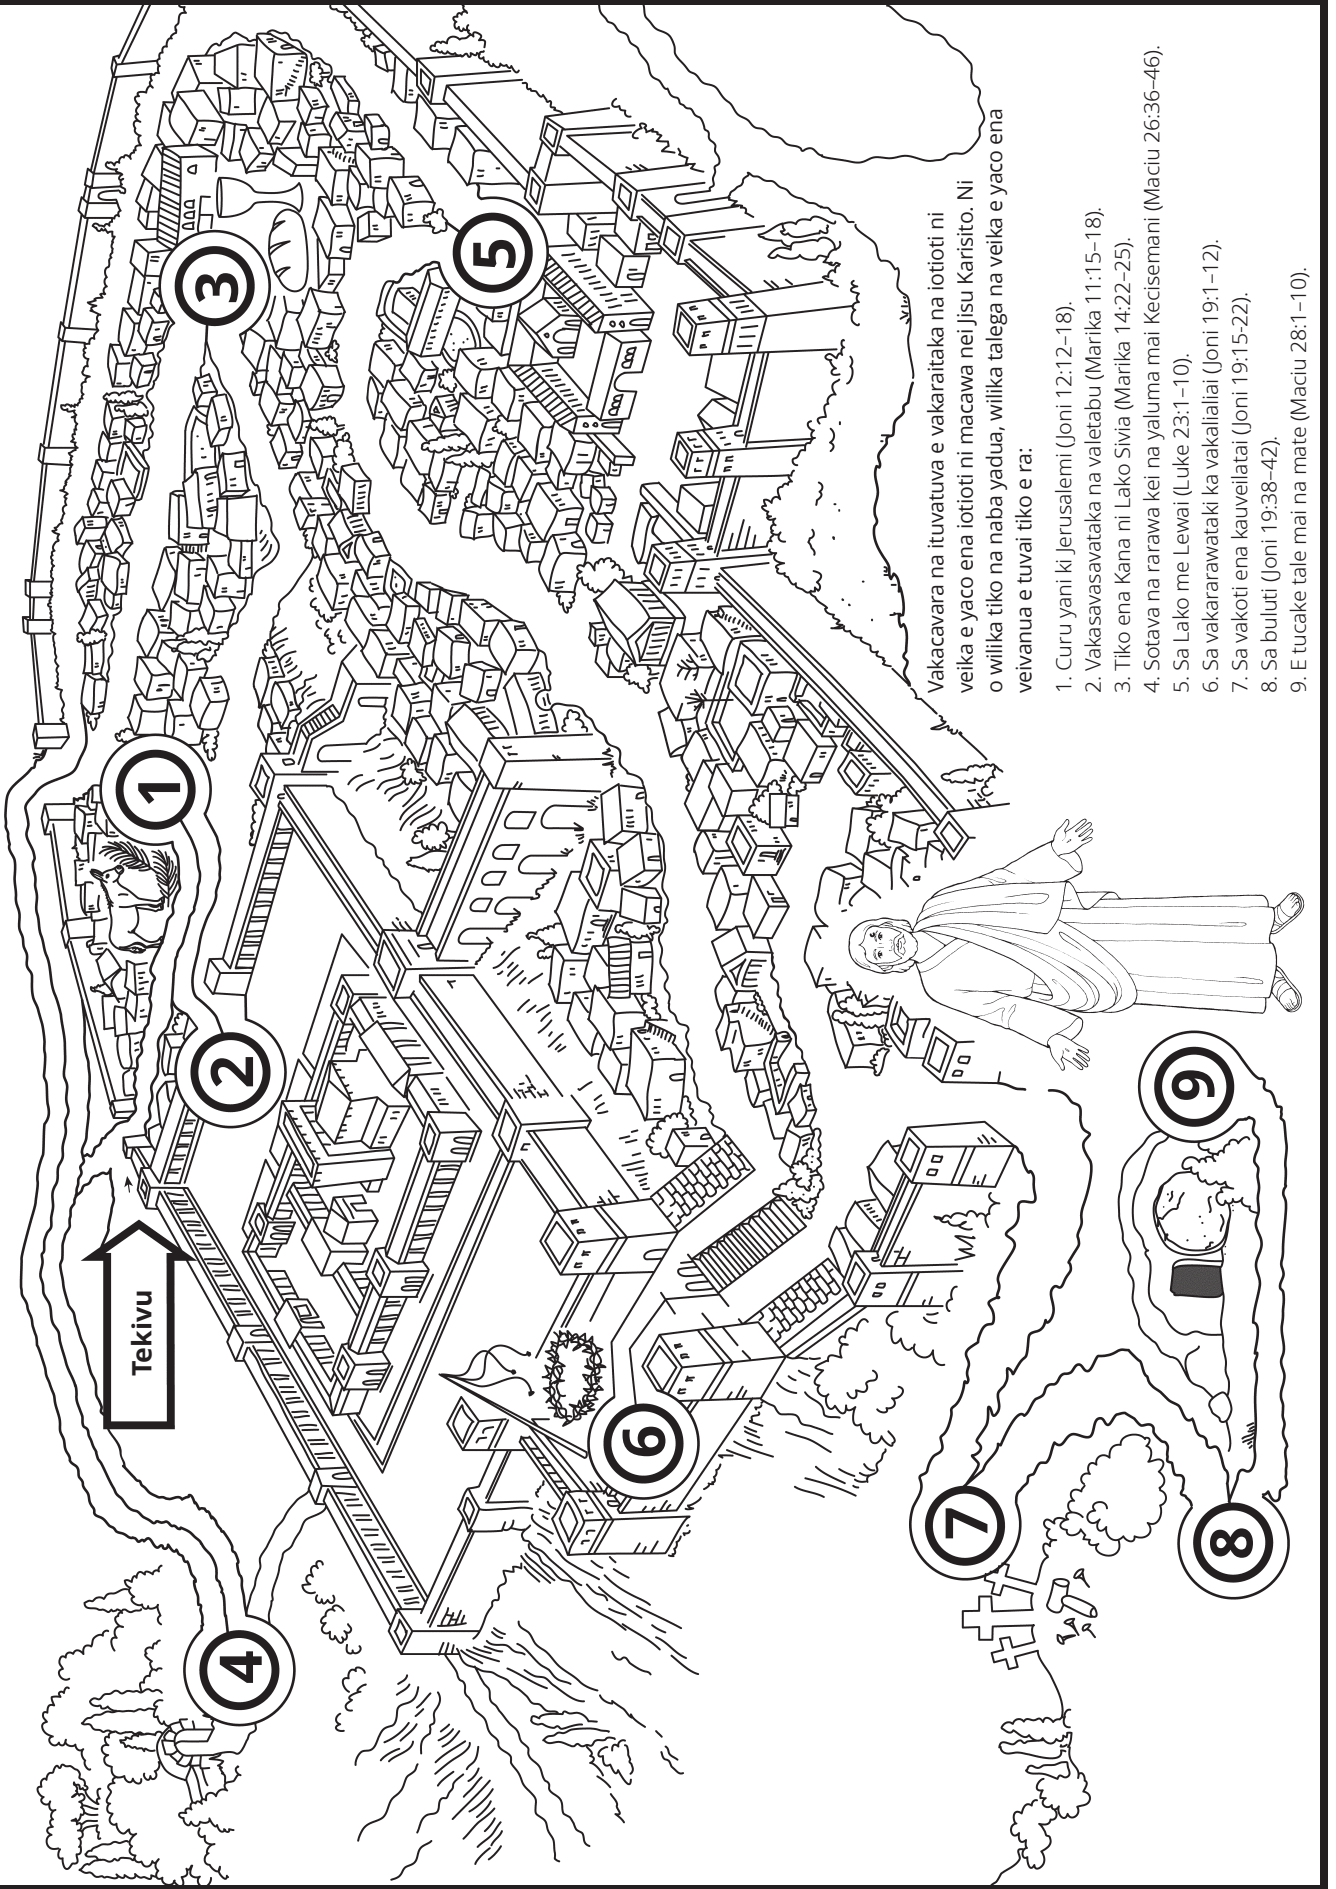 Tekivu
1
2
3
4
5
6
7
8
9
Vakacavara na ituvatuva e vakaraitaka na iotioti ni
veika e yaco ena iotioti ni macawa nei Jisu Karisito. Ni
o wilika tiko na naba yadua, wilika talega na veika e yaco ena
veivanua e tuvai tiko e ra:
1. Curu yani ki Jerusalemi (Joni 12:12–18).
2. Vakasavasavataka na valetabu (Marika 11:15–18).
3. Tiko ena Kana ni Lako Sivia (Marika 14:22–25).
4. Sotava na rarawa kei na yaluma mai Kecisemani (Maciu 26:36–46).
5. Sa Lako me Lewai (Luke 23:1–10).
6. Sa vakararawataki ka vakalialiai (Joni 19:1–12).
7. Sa vakoti ena kauveilatai (Joni 19:15-22).
8. Sa buluti (Joni 19:38–42).
9. E tucake tale mai na mate (Maciu 28:1–10).